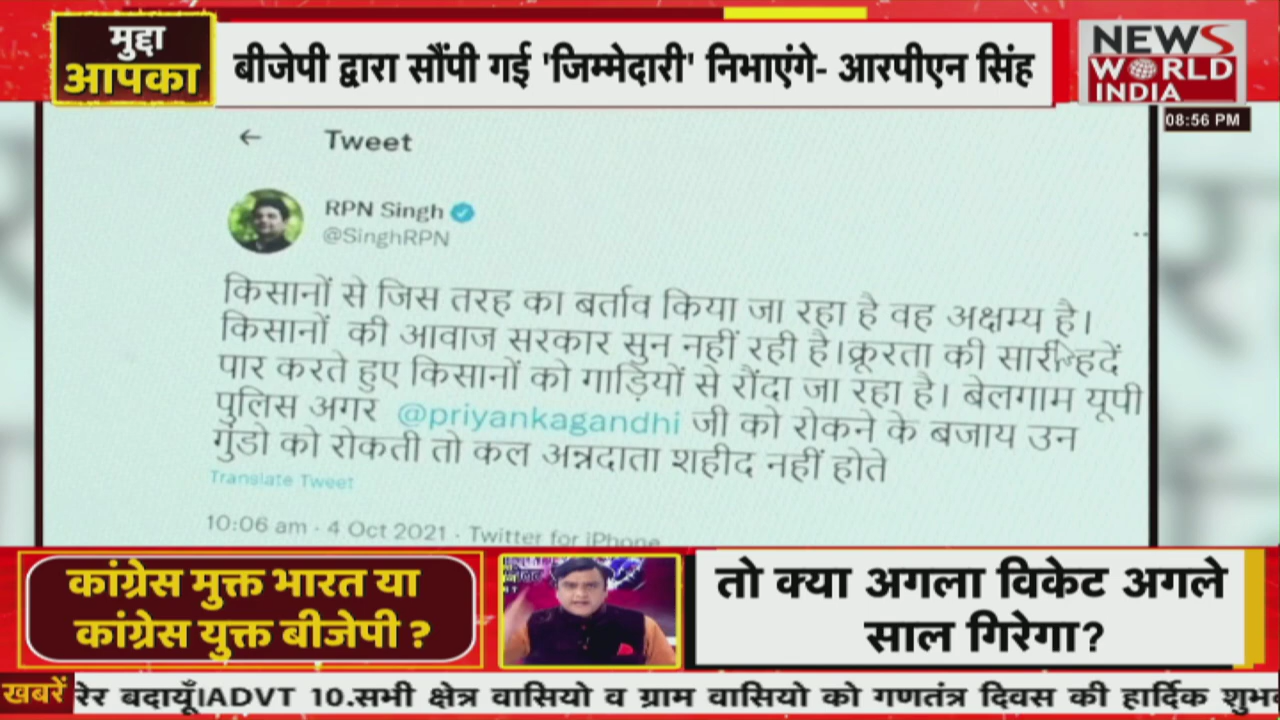 मुद्दा
आपका
बीजेपी द्वारा सौंपी गई 'जिम्मेदारी' निभाएंगे- आरपीएन सिंह
NEWS
WORLD
INDIA
08:56 PM
← Tweet
RPN Singh
@SinghRPN
किसानों से जिस तरह का बर्ताव किया जा रहा है वह अक्षम्य है।
किसानों की आवाज सरकार सुन नहीं रही है।क्रूरता की सारी हदें
पार करते हुए किसानों को गाड़ियों से रौंदा जा रहा है। बेलगाम यूपी
पुलिस अगर @priyankagandhi जी को रोकने के बजाय उन
गुंडो को रोकती तो कल अन्नदाता शहीद नहीं होते
Translate Tweet
10:06 am · 4 Oct 2021 · Twitter for iPhone
कांग्रेस मुक्त भारत या
कांग्रेस युक्त बीजेपी ?
तो क्या अगला विकेट अगले
साल गिरेगा?
खबरें रेर बदायूँ।ADVT 10.सभी क्षेत्र वासियो व ग्राम वासियो को गणतंत्र दिवस की हार्दिक शुभ